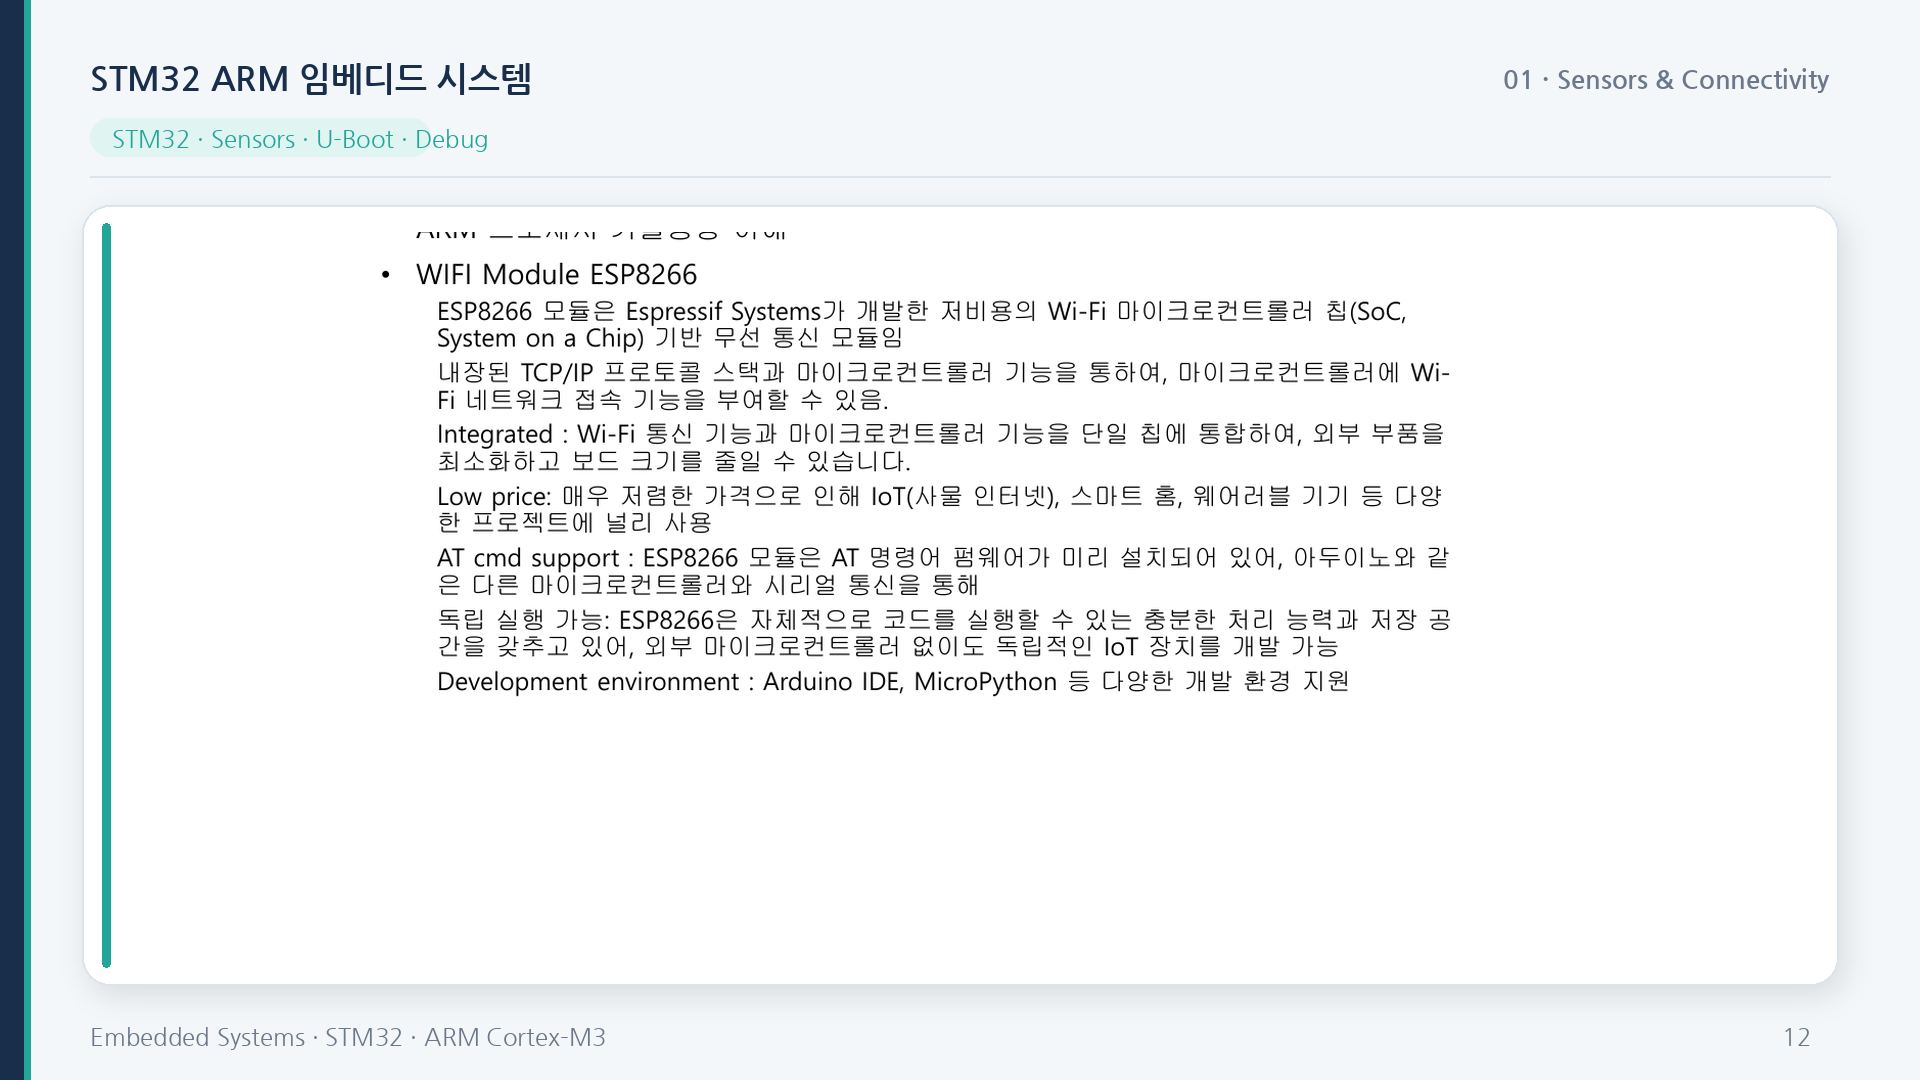 STM32 ARM 임베디드 시스템
01 · Sensors & Connectivity
STM32 · Sensors · U-Boot · Debug
• WIFI Module ESP8266
ESP8266 모듈은 Espressif Systems가 개발한 저비용의 Wi-Fi 마이크로컨트롤러 칩(SoC,
System on a Chip) 기반 무선 통신 모듈임
내장된 TCP/IP 프로토콜 스택과 마이크로컨트롤러 기능을 통하여, 마이크로컨트롤러에 Wi-
Fi 네트워크 접속 기능을 부여할 수 있음.
Integrated : Wi-Fi 통신 기능과 마이크로컨트롤러 기능을 단일 칩에 통합하여, 외부 부품을
최소화하고 보드 크기를 줄일 수 있습니다.
Low price: 매우 저렴한 가격으로 인해 IoT(사물 인터넷), 스마트 홈, 웨어러블 기기 등 다양
한 프로젝트에 널리 사용
AT cmd support : ESP8266 모듈은 AT 명령어 펌웨어가 미리 설치되어 있어, 아두이노와 같
은 다른 마이크로컨트롤러와 시리얼 통신을 통해
독립 실행 가능: ESP8266은 자체적으로 코드를 실행할 수 있는 충분한 처리 능력과 저장 공
간을 갖추고 있어, 외부 마이크로컨트롤러 없이도 독립적인 IoT 장치를 개발 가능
Development environment : Arduino IDE, MicroPython 등 다양한 개발 환경 지원
Embedded Systems · STM32 · ARM Cortex-M3
12